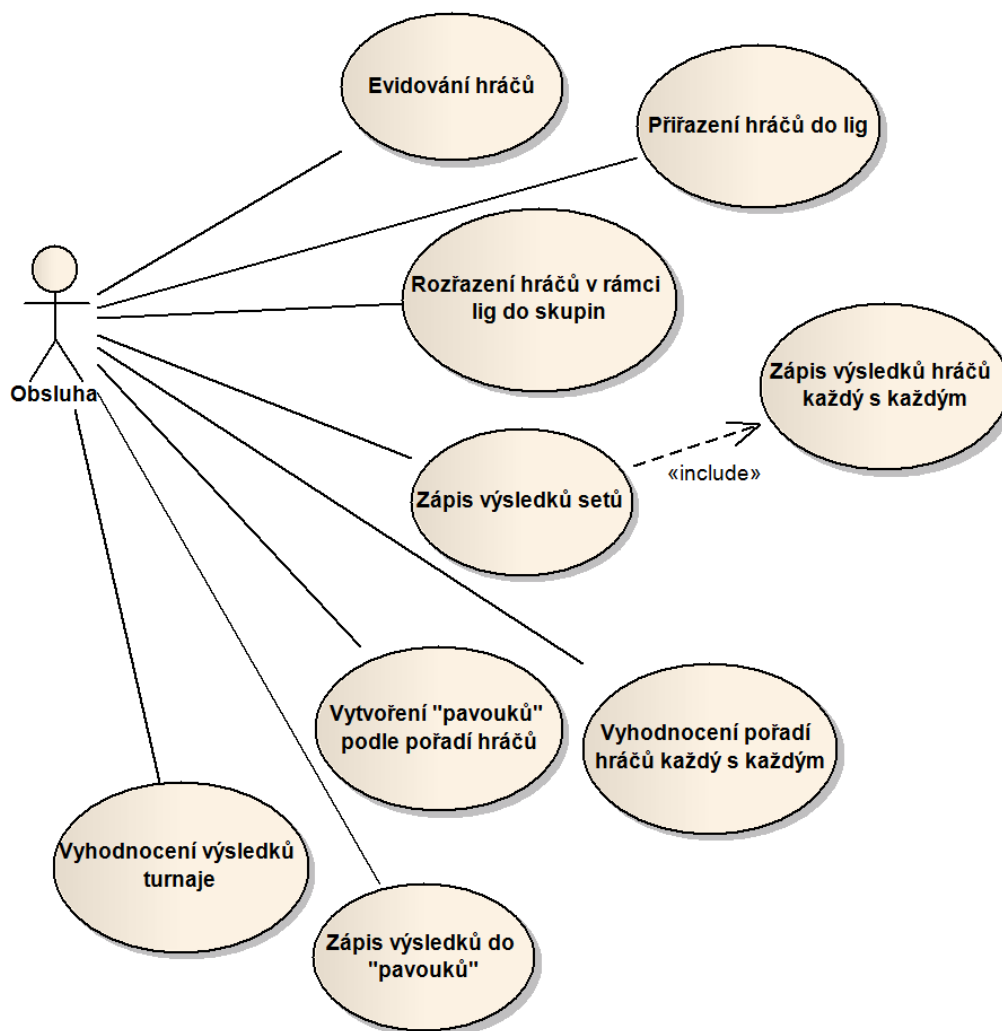 Evidování hráčů
Přiřazení hráčů do lig
Rozřazení hráčů v rámci
lig do skupin
Zápis výsledků hráčů
každý s každým
Obsluha
«include»
Zápis výsledků setů
Vytvoření "pavouků"
podle pořadí hráčů
Vyhodnocení pořadí
hráčů každý s každým
Vyhodnocení výsledků
turnaje
Zápis výsledků do
"pavouků"